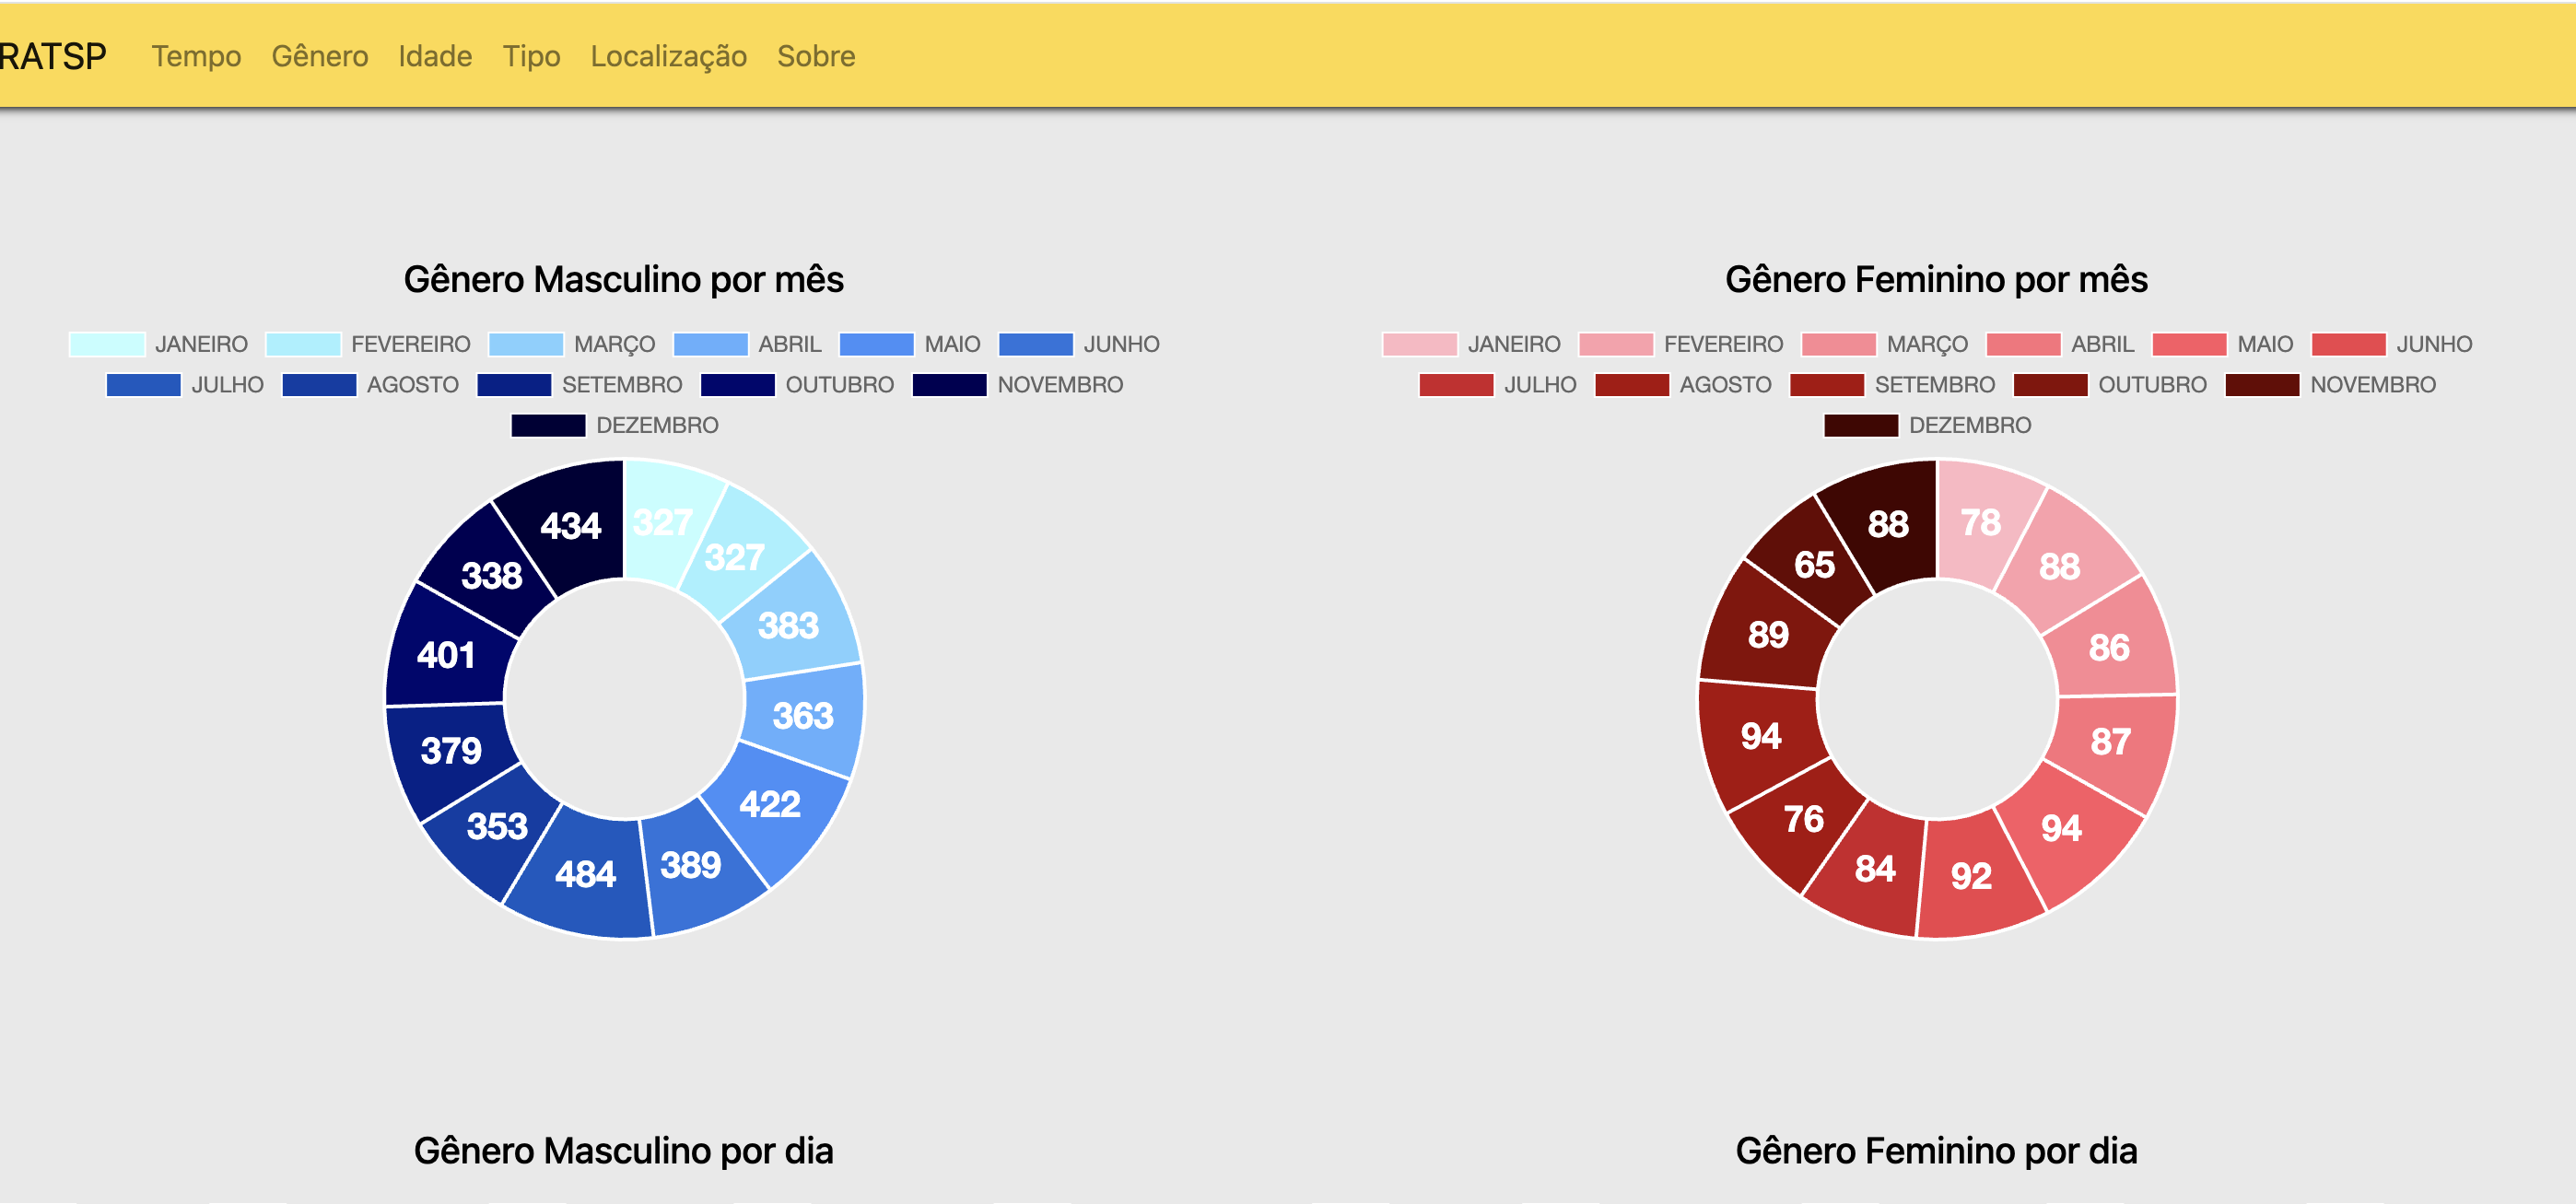 RATSP Tempo Gênero Idade Tipo Localização Sobre
Gênero Masculino por mês
JANEIRO FEVEREIRO MARÇO ABRIL MAIO JUNHO
JULHO AGOSTO SETEMBRO OUTUBRO NOVEMBRO
DEZEMBRO
327
327
383
363
422
389
484
353
379
401
338
434
Gênero Feminino por mês
JANEIRO FEVEREIRO MARÇO ABRIL MAIO JUNHO
JULHO AGOSTO SETEMBRO OUTUBRO NOVEMBRO
DEZEMBRO
78
88
86
87
94
92
84
76
94
89
65
88
Gênero Masculino por dia
Gênero Feminino por dia